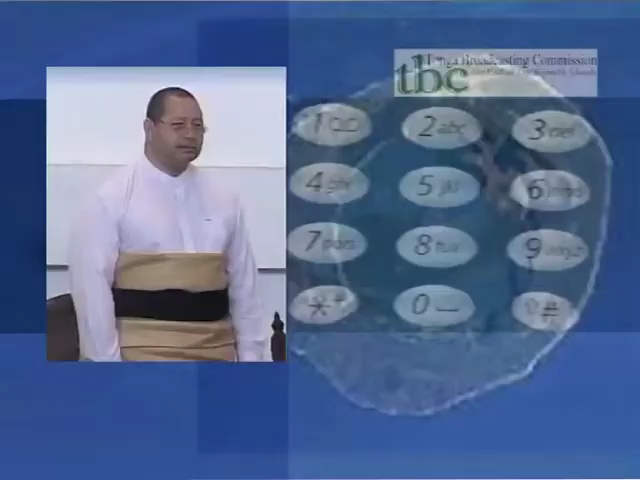 Tonga Broadcasting Commission
tbc
1
2 abc
3 def
4 ghi
5 jkl
6 mno
7 pqrs
8 tuv
9 wxyz
* +
0
#